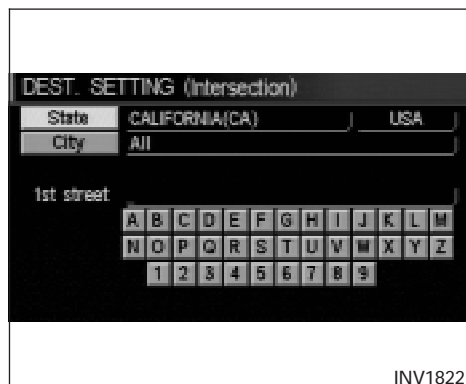 DEST. SETTING (Intersection)
State CALIFORNIA(CA) USA
City All
1st street
A B C D E F G H I J K L M
N O P Q R S T U V W X Y Z
1 2 3 4 5 6 7 8 9
INV1822